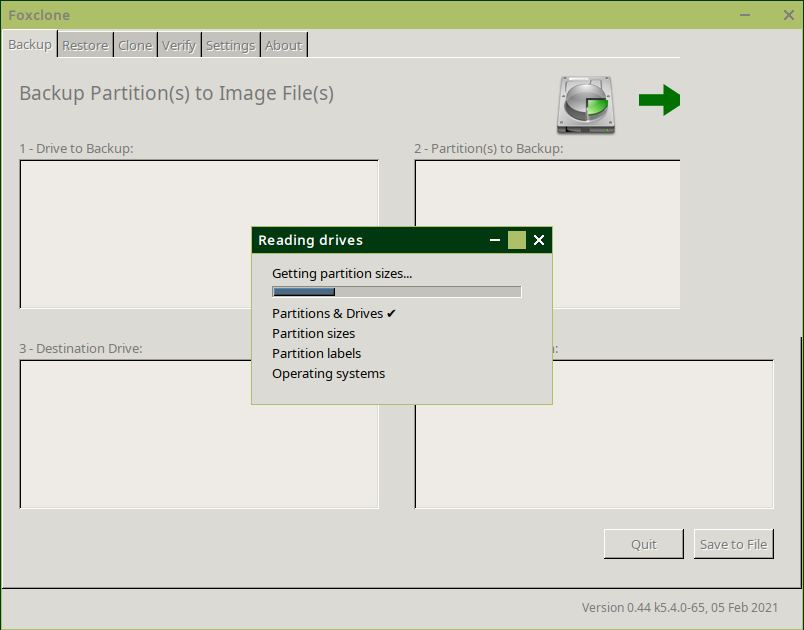 Foxclone
Backup Restore Clone Verify Settings About
Backup Partition(s) to Image File(s)
1 - Drive to Backup: 2 - Partition(s) to Backup:
Reading drives
Getting partition sizes...
Partitions & Drives ✔
Partition sizes
Partition labels
Operating systems
3 - Destination Drive:
Quit Save to File
Version 0.44 k5.4.0-65, 05 Feb 2021